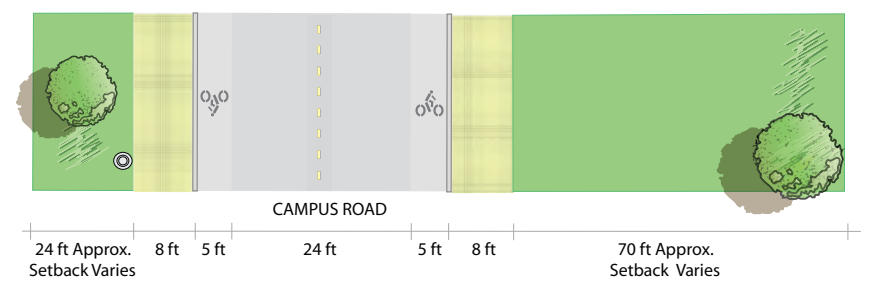 CAMPUS ROAD
24 ft Approx.
Setback Varies
8 ft
5 ft
24 ft
5 ft
8 ft
70 ft Approx.
Setback Varies